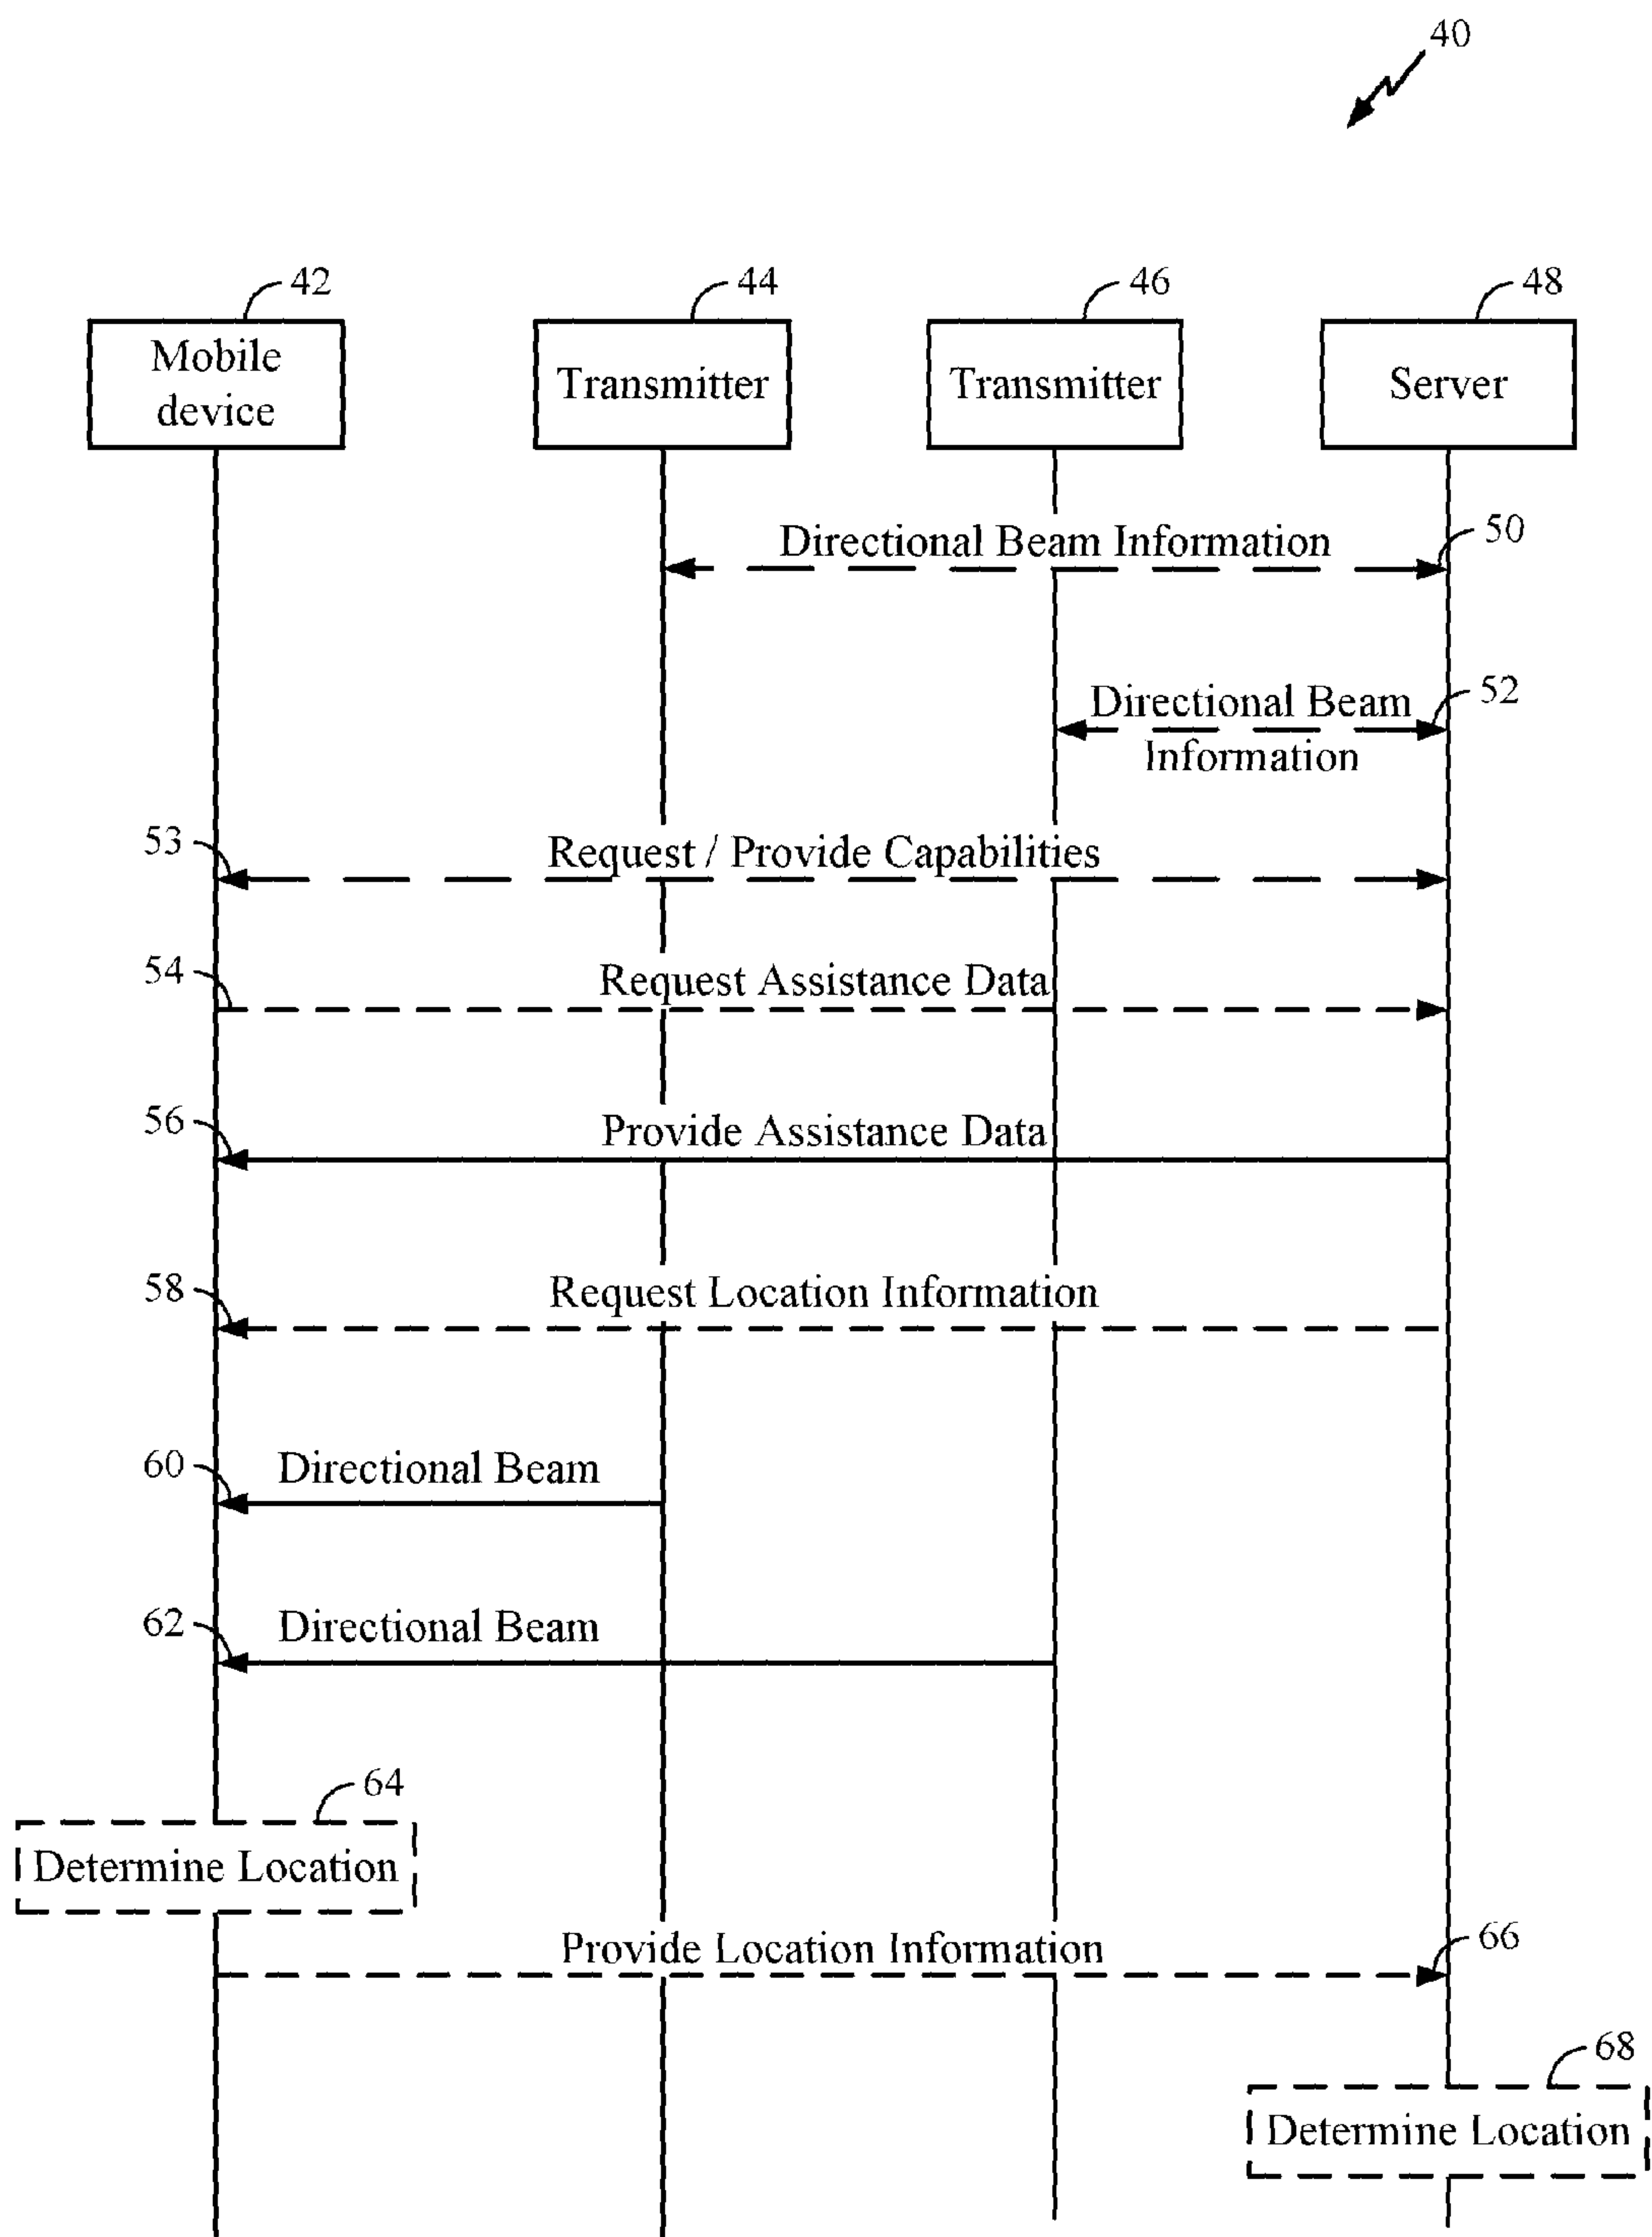 40
42
44
46
48
Mobile
device
Transmitter
Transmitter
Server
Directional Beam Information
50
Directional Beam
Information
52
53
Request / Provide Capabilities
54
Request Assistance Data
56
Provide Assistance Data
58
Request Location Information
60
Directional Beam
62
Directional Beam
64
Determine Location
Provide Location Information
66
68
Determine Location